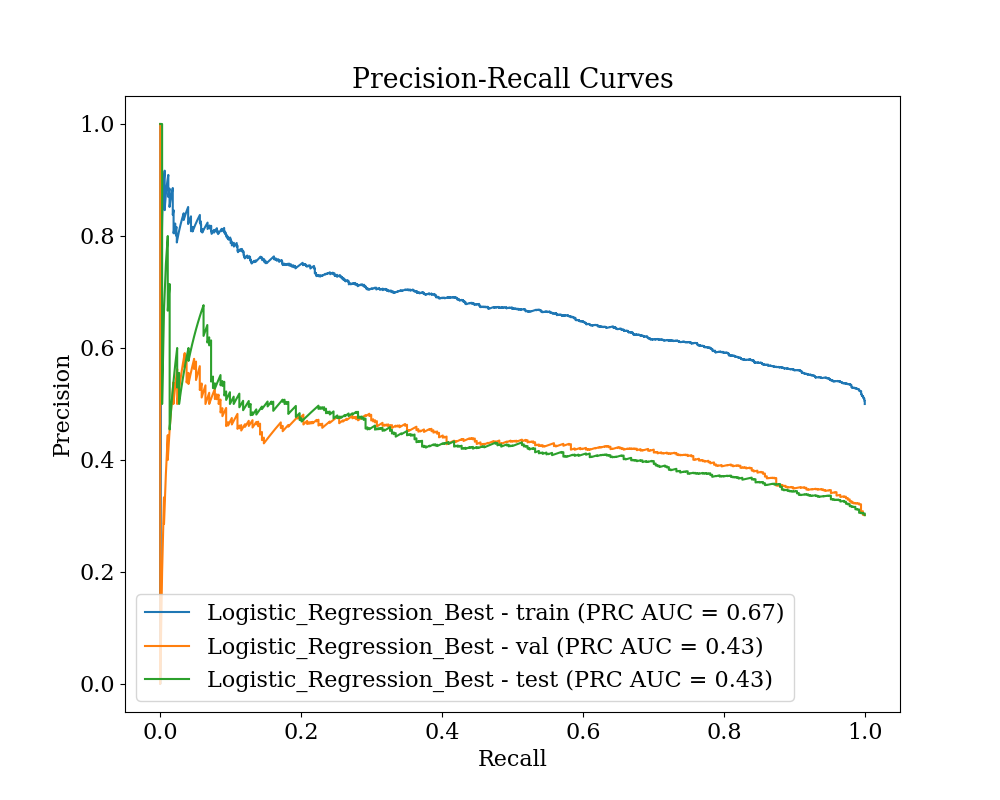 Precision-Recall Curves
1.0
0.8
0.6
0.4
0.2
0.0
Precision
Logistic_Regression_Best - train (PRC AUC = 0.67)
Logistic_Regression_Best - val (PRC AUC = 0.43)
Logistic_Regression_Best - test (PRC AUC = 0.43)
0.0 0.2 0.4 0.6 0.8 1.0
Recall